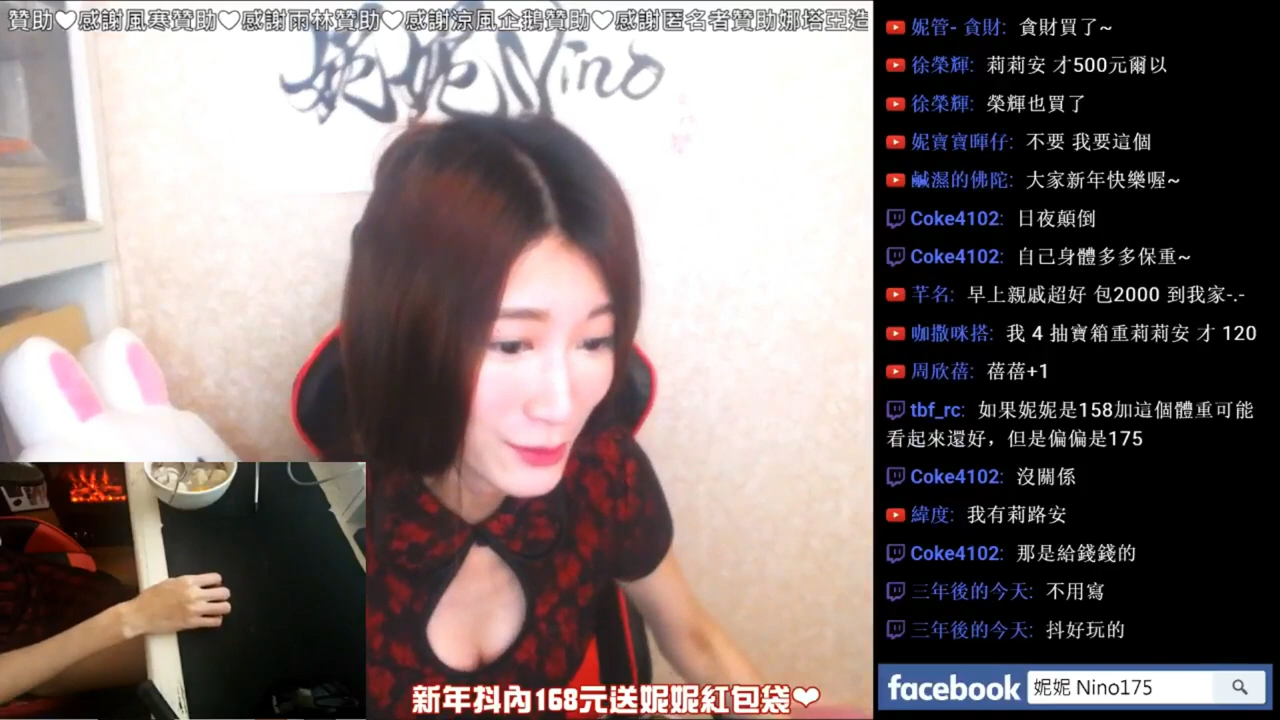 贊助♡感謝風寒贊助♡感謝雨林贊助♡感謝涼風企鵝贊助♡感謝匿名者贊助娜塔亞造
妮妮Nino
新年抖內168元送妮妮紅包袋❤
妮管- 貪財: 貪財買了~
徐榮輝: 莉莉安 才500元爾以
徐榮輝: 榮輝也買了
妮寶寶暉仔: 不要 我要這個
鹹濕的佛陀: 大家新年快樂喔~
Coke4102: 日夜顛倒
Coke4102: 自己身體多多保重~
芊名: 早上親戚超好 包2000 到我家-.-
咖撒咪搭: 我 4 抽寶箱重莉莉安 才 120
周欣蓓: 蓓蓓+1
tbf_rc: 如果妮妮是158加這個體重可能
看起來還好，但是偏偏是175
Coke4102: 沒關係
緯度: 我有莉路安
Coke4102: 那是給錢錢的
三年後的今天: 不用寫
三年後的今天: 抖好玩的
facebook 妮妮 Nino175